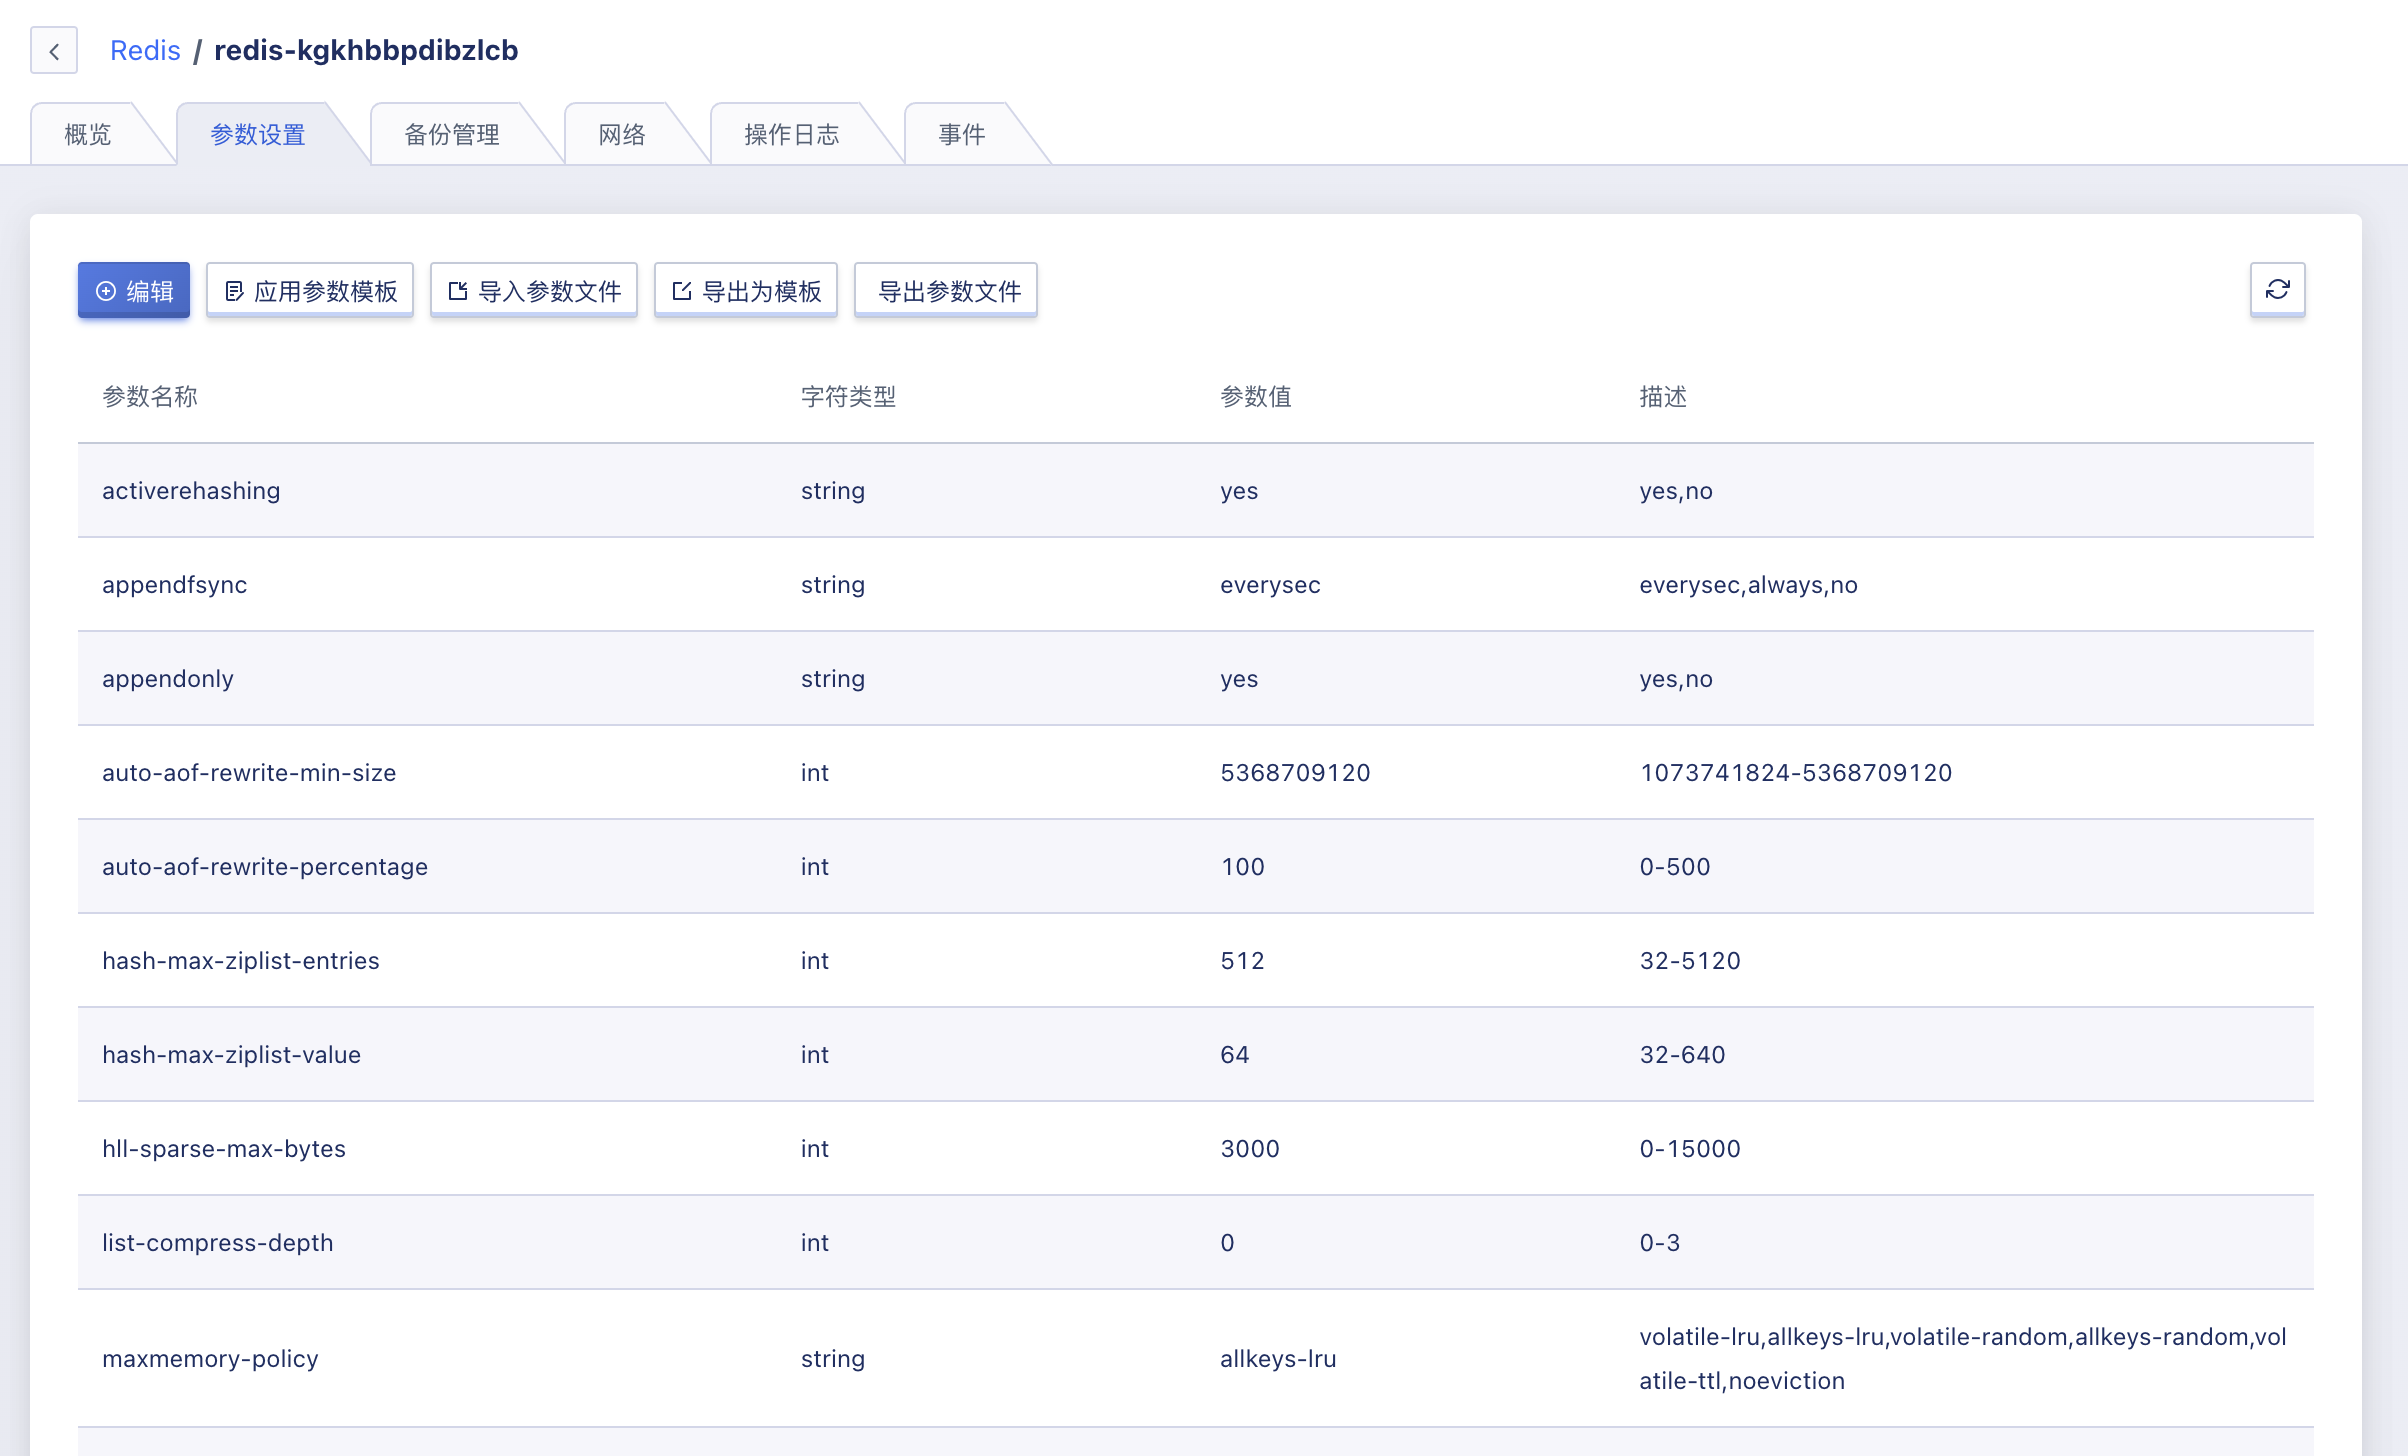 Redis / redis-kgkhbbpdibzlcb
概览 参数设置 备份管理 网络 操作日志 事件
编辑 应用参数模板 导入参数文件 导出为模板 导出参数文件
参数名称 字符类型 参数值 描述
activerehashing string yes yes,no
appendfsync string everysec everysec,always,no
appendonly string yes yes,no
auto-aof-rewrite-min-size int 5368709120 1073741824-5368709120
auto-aof-rewrite-percentage int 100 0-500
hash-max-ziplist-entries int 512 32-5120
hash-max-ziplist-value int 64 32-640
hll-sparse-max-bytes int 3000 0-15000
list-compress-depth int 0 0-3
maxmemory-policy string allkeys-lru volatile-lru,allkeys-lru,volatile-random,allkeys-random,vol
atile-ttl,noeviction